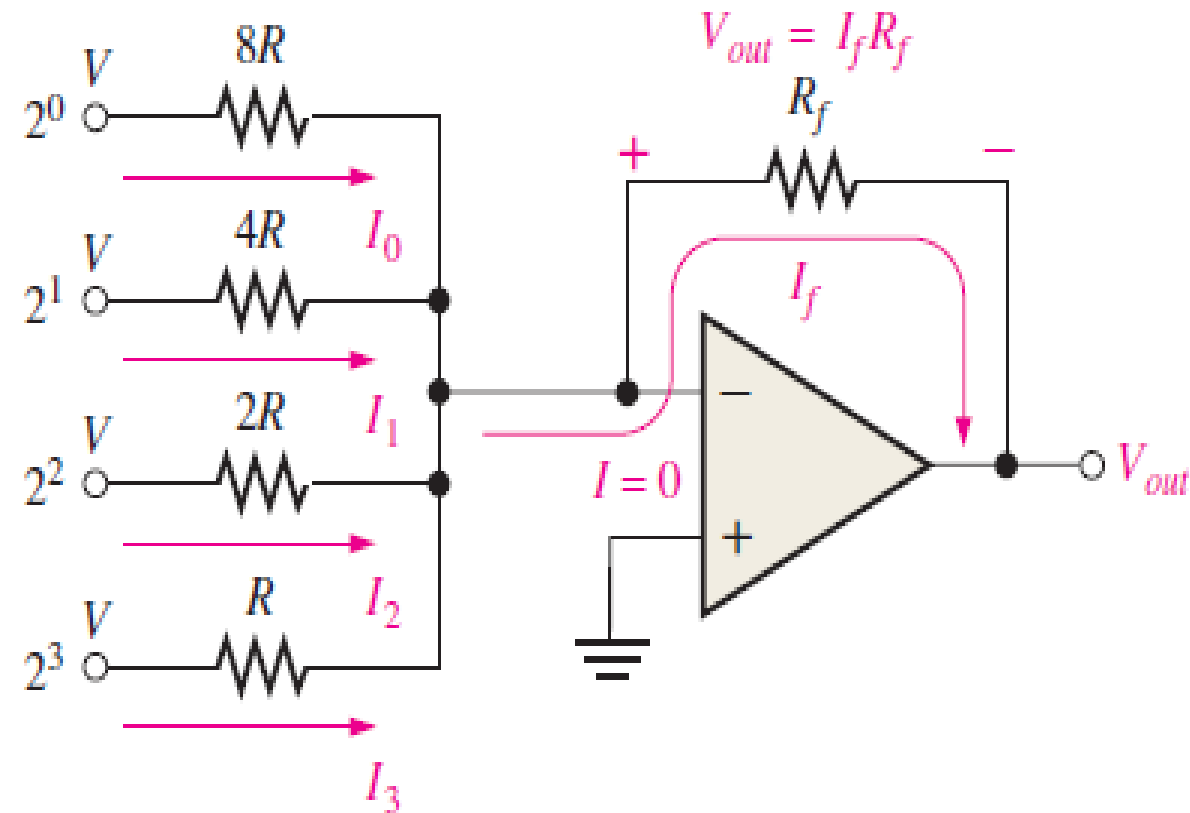 8R
V
2⁰
I₀
4R
V
2¹
I₁
2R
V
2²
I₂
R
V
2³
I₃
V_out = I_f R_f
R_f
+ −
I_f
−
I = 0
+
V_out